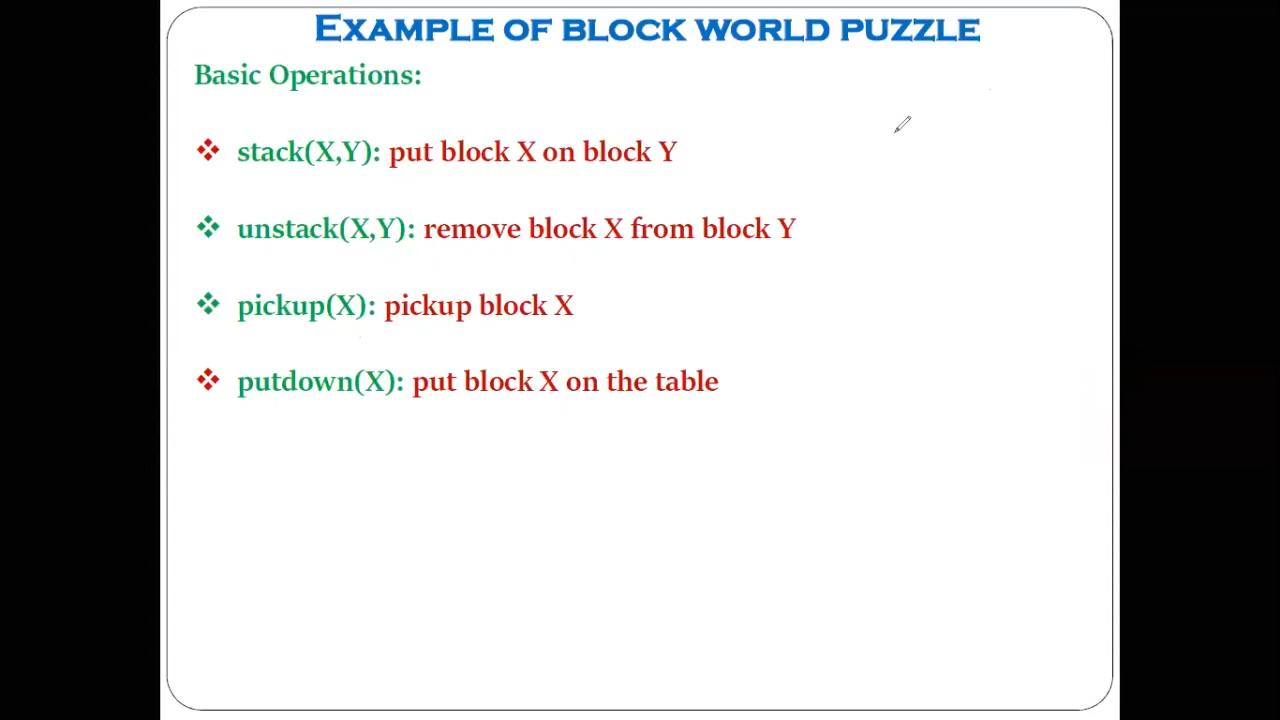 EXAMPLE OF BLOCK WORLD PUZZLE
Basic Operations:
stack(X,Y): put block X on block Y
unstack(X,Y): remove block X from block Y
pickup(X): pickup block X
putdown(X): put block X on the table